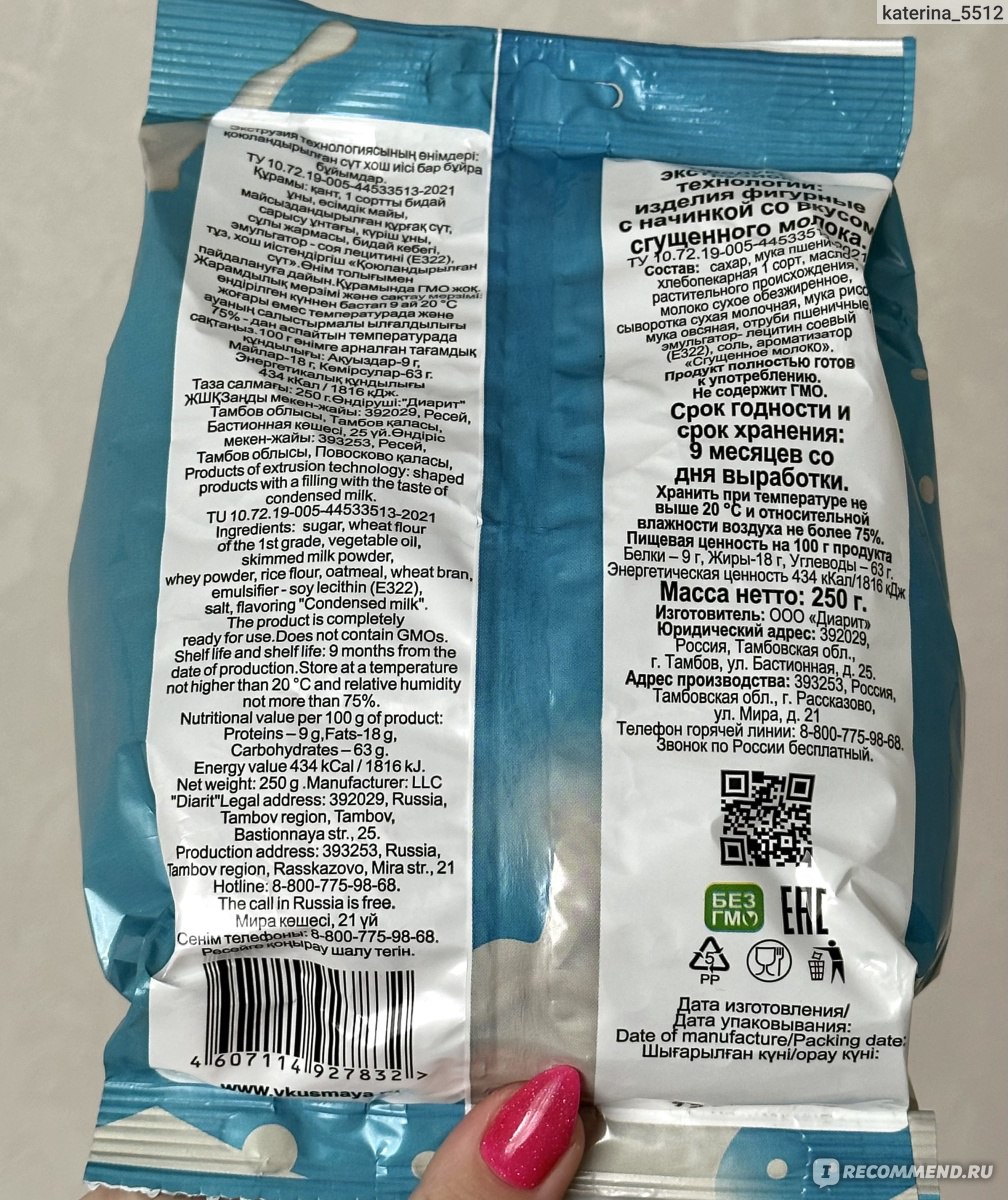 katerina_5512
Экструзия технологиясының өнімдері:
қоюландырылған сүт хош иісі бар бұйра
бұйымдар.
ТУ 10.72.19-005-44533513-2021
Құрамы: қант, 1 сортты бидай
ұны, өсімдік майы,
майсыздандырылған құрғақ сүт,
сарысу ұнтағы, күріш ұны,
сұлы жармасы, бидай кебегі,
эмульгатор - соя лецитині (Е322),
тұз, хош иістендіргіш «Қоюландырылған
сүт».Өнім толығымен
пайдалануға дайын.Құрамында ГМО жоқ.
Жарамдылық мерзімі және сақтау мерзімі:
өндірілген күннен бастап 9 ай 20 °C
жоғары емес температурада және
ауаның салыстырмалы ылғалдылығы
75% - дан аспайтын температурада
сақтаңыз.100 г өнімге арналған тағамдық
құндылығы: Ақуыздар-9 г,
Майлар-18 г, Көмірсулар-63 г.
Энергетикалық құндылығы
434 кКал / 1816 кДж.
Таза салмағы: 250 г.Өндіруші:"Диарит"
ЖШҚЗаңды мекен-жайы: 392029, Ресей,
Тамбов облысы, Тамбов қаласы,
Бастионная көшесі, 25 үй.Өндіріс
мекен-жайы: 393253, Ресей,
Тамбов облысы, Повосково қаласы,
Products of extrusion technology: shaped
products with a filling with the taste of
condensed milk.
TU 10.72.19-005-44533513-2021
Ingredients: sugar, wheat flour
of the 1st grade, vegetable oil,
skimmed milk powder,
whey powder, rice flour, oatmeal, wheat bran,
emulsifier - soy lecithin (E322),
salt, flavoring "Condensed milk".
The product is completely
ready for use.Does not contain GMOs.
Shelf life and shelf life: 9 months from the
date of production.Store at a temperature
not higher than 20 °C and relative humidity
not more than 75%.
Nutritional value per 100 g of product:
Proteins – 9 g,Fats-18 g,
Carbohydrates – 63 g.
Energy value 434 kCal / 1816 kJ.
Net weight: 250 g .Manufacturer: LLC
"Diarit"Legal address: 392029, Russia,
Tambov region, Tambov,
Bastionnaya str., 25.
Production address: 393253, Russia,
Tambov region, Rasskazovo, Mira str., 21
Hotline: 8-800-775-98-68.
The call in Russia is free.
Мира көшесі, 21 үй
Сенім телефоны: 8-800-775-98-68.
Ресейге қоңырау шалу тегін.
4 607114 927832 >
www.vkusmaya.
технологии:
изделия фигурные
с начинкой со вкусом
сгущенного молока.
ТУ 10.72.19-005-44533513-2021
Состав: сахар, мука
хлебопекарная 1 сорт, масло
растительного происхождения,
молоко сухое обезжиренное,
сыворотка сухая молочная, мука
мука овсяная, отруби пшеничные,
эмульгатор- лецитин соевый
(Е322), соль, ароматизатор
«Сгущенное молоко».
Продукт полностью готов
к употреблению.
Не содержит ГМО.
Срок годности и
срок хранения:
9 месяцев со
дня выработки.
Хранить при температуре не
выше 20 °С и относительной
влажности воздуха не более 75%.
Пищевая ценность на 100 г продукта
Белки – 9 г, Жиры-18 г, Углеводы – 63 г.
Энергетическая ценность 434 кКал/1816 кДж
Масса нетто: 250 г.
Изготовитель: ООО «Диарит»
Юридический адрес: 392029,
Россия, Тамбовская обл.,
г. Тамбов, ул. Бастионная, д. 25.
Адрес производства: 393253, Россия,
Тамбовская обл., г. Рассказово,
ул. Мира, д. 21
Телефон горячей линии: 8-800-775-98-68.
Звонок по России бесплатный.
БЕЗ
ГМО
EAC
5
PP
Дата изготовления/
Дата упаковывания:
Date of manufacture/Packing date:
Шығарылған күні/орау күні:
IRECOMMEND.RU